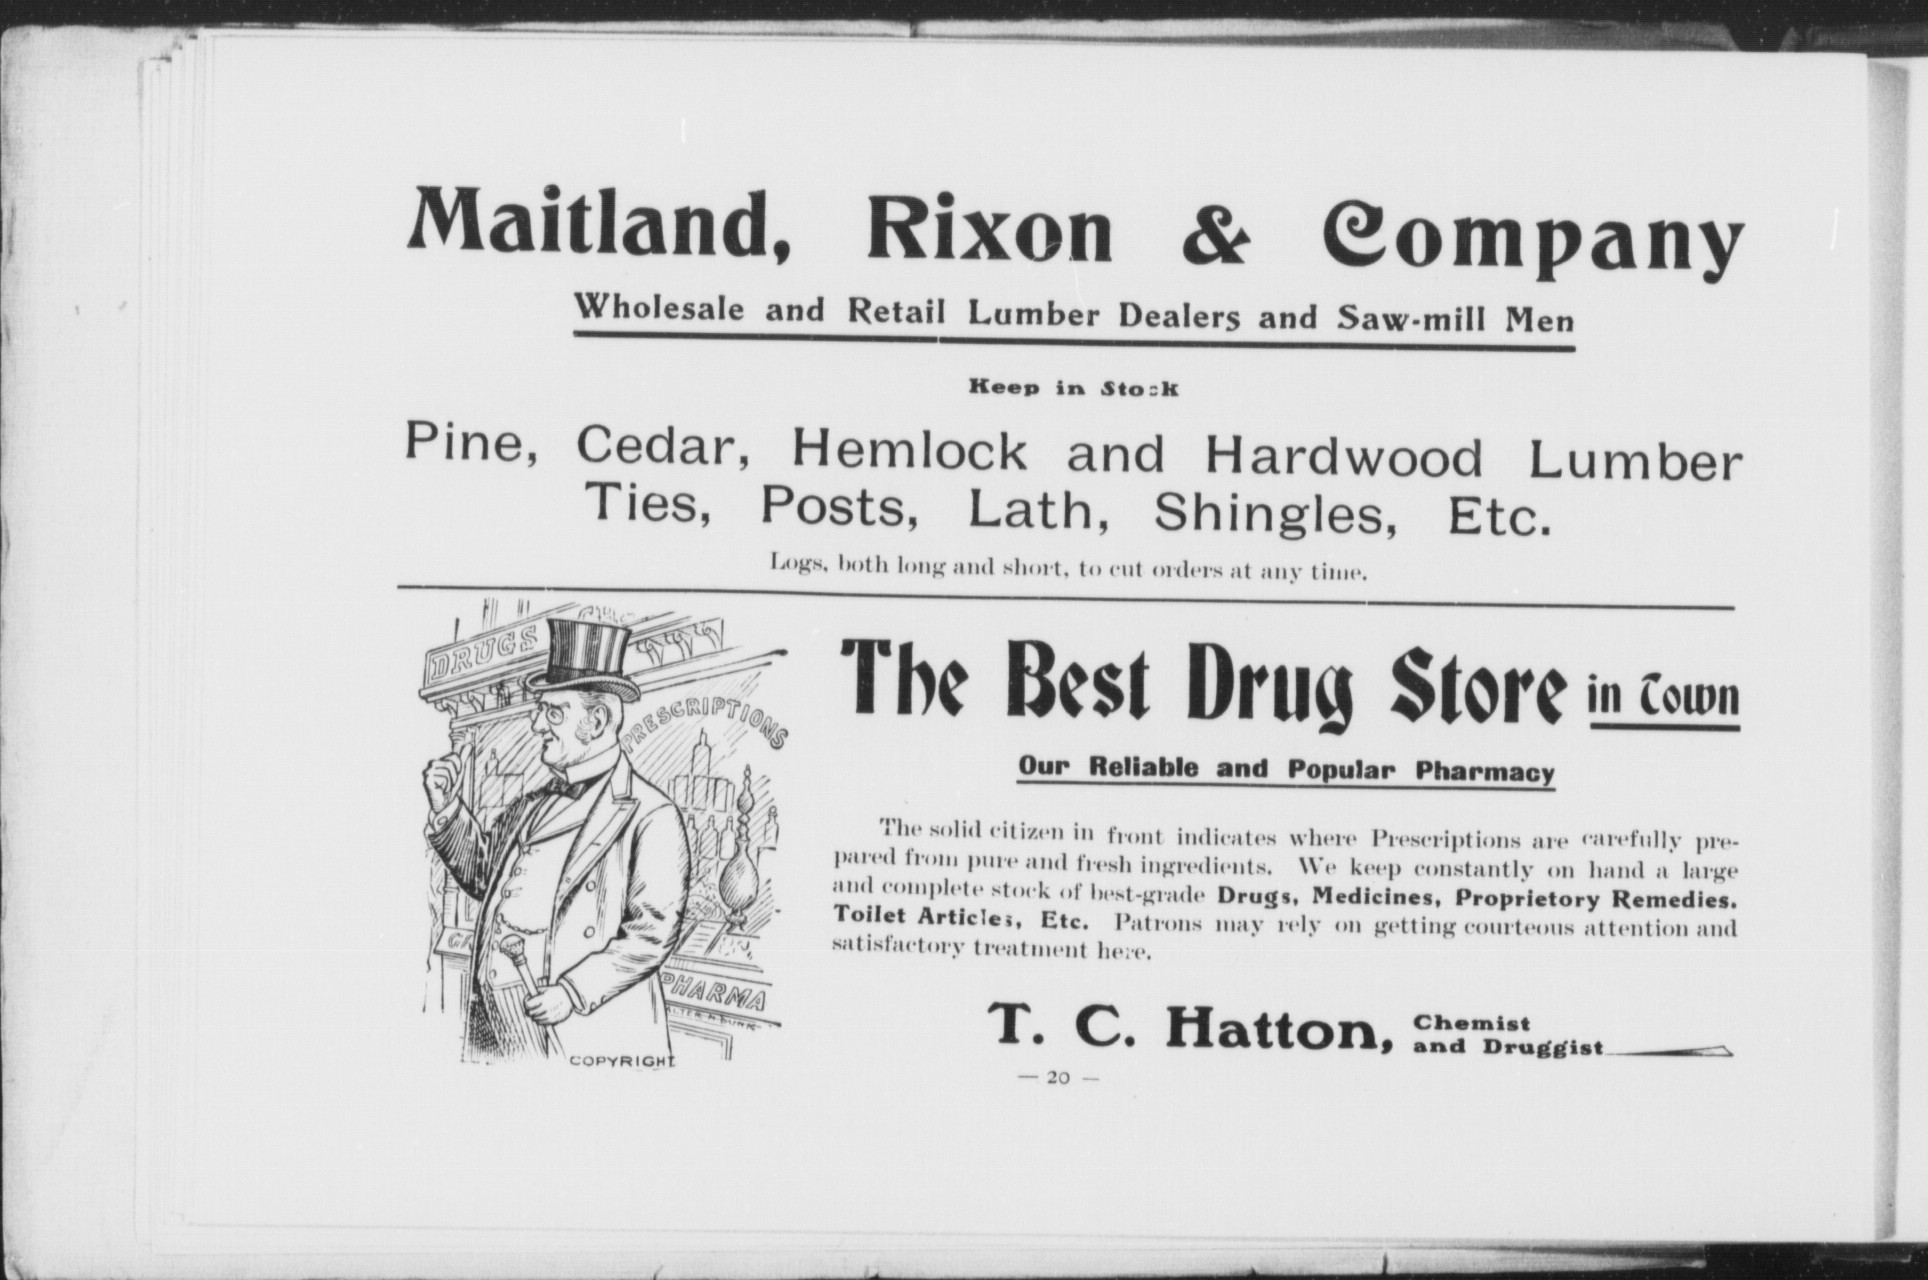 Maitland, Rixon & Company
Wholesale and Retail Lumber Dealers and Saw-mill Men
Keep in Stock
Pine, Cedar, Hemlock and Hardwood Lumber
Ties, Posts, Lath, Shingles, Etc.
Logs, both long and short, to cut orders at any time.
DRUGS
PRESCRIPTIONS
PHARMA
COPYRIGHT
The Best Drug Store in Town
Our Reliable and Popular Pharmacy
The solid citizen in front indicates where Prescriptions are carefully pre-
pared from pure and fresh ingredients. We keep constantly on hand a large
and complete stock of best-grade Drugs, Medicines, Proprietory Remedies.
Toilet Articles, Etc. Patrons may rely on getting courteous attention and
satisfactory treatment here.
T. C. Hatton, Chemist
and Druggist
— 20 —